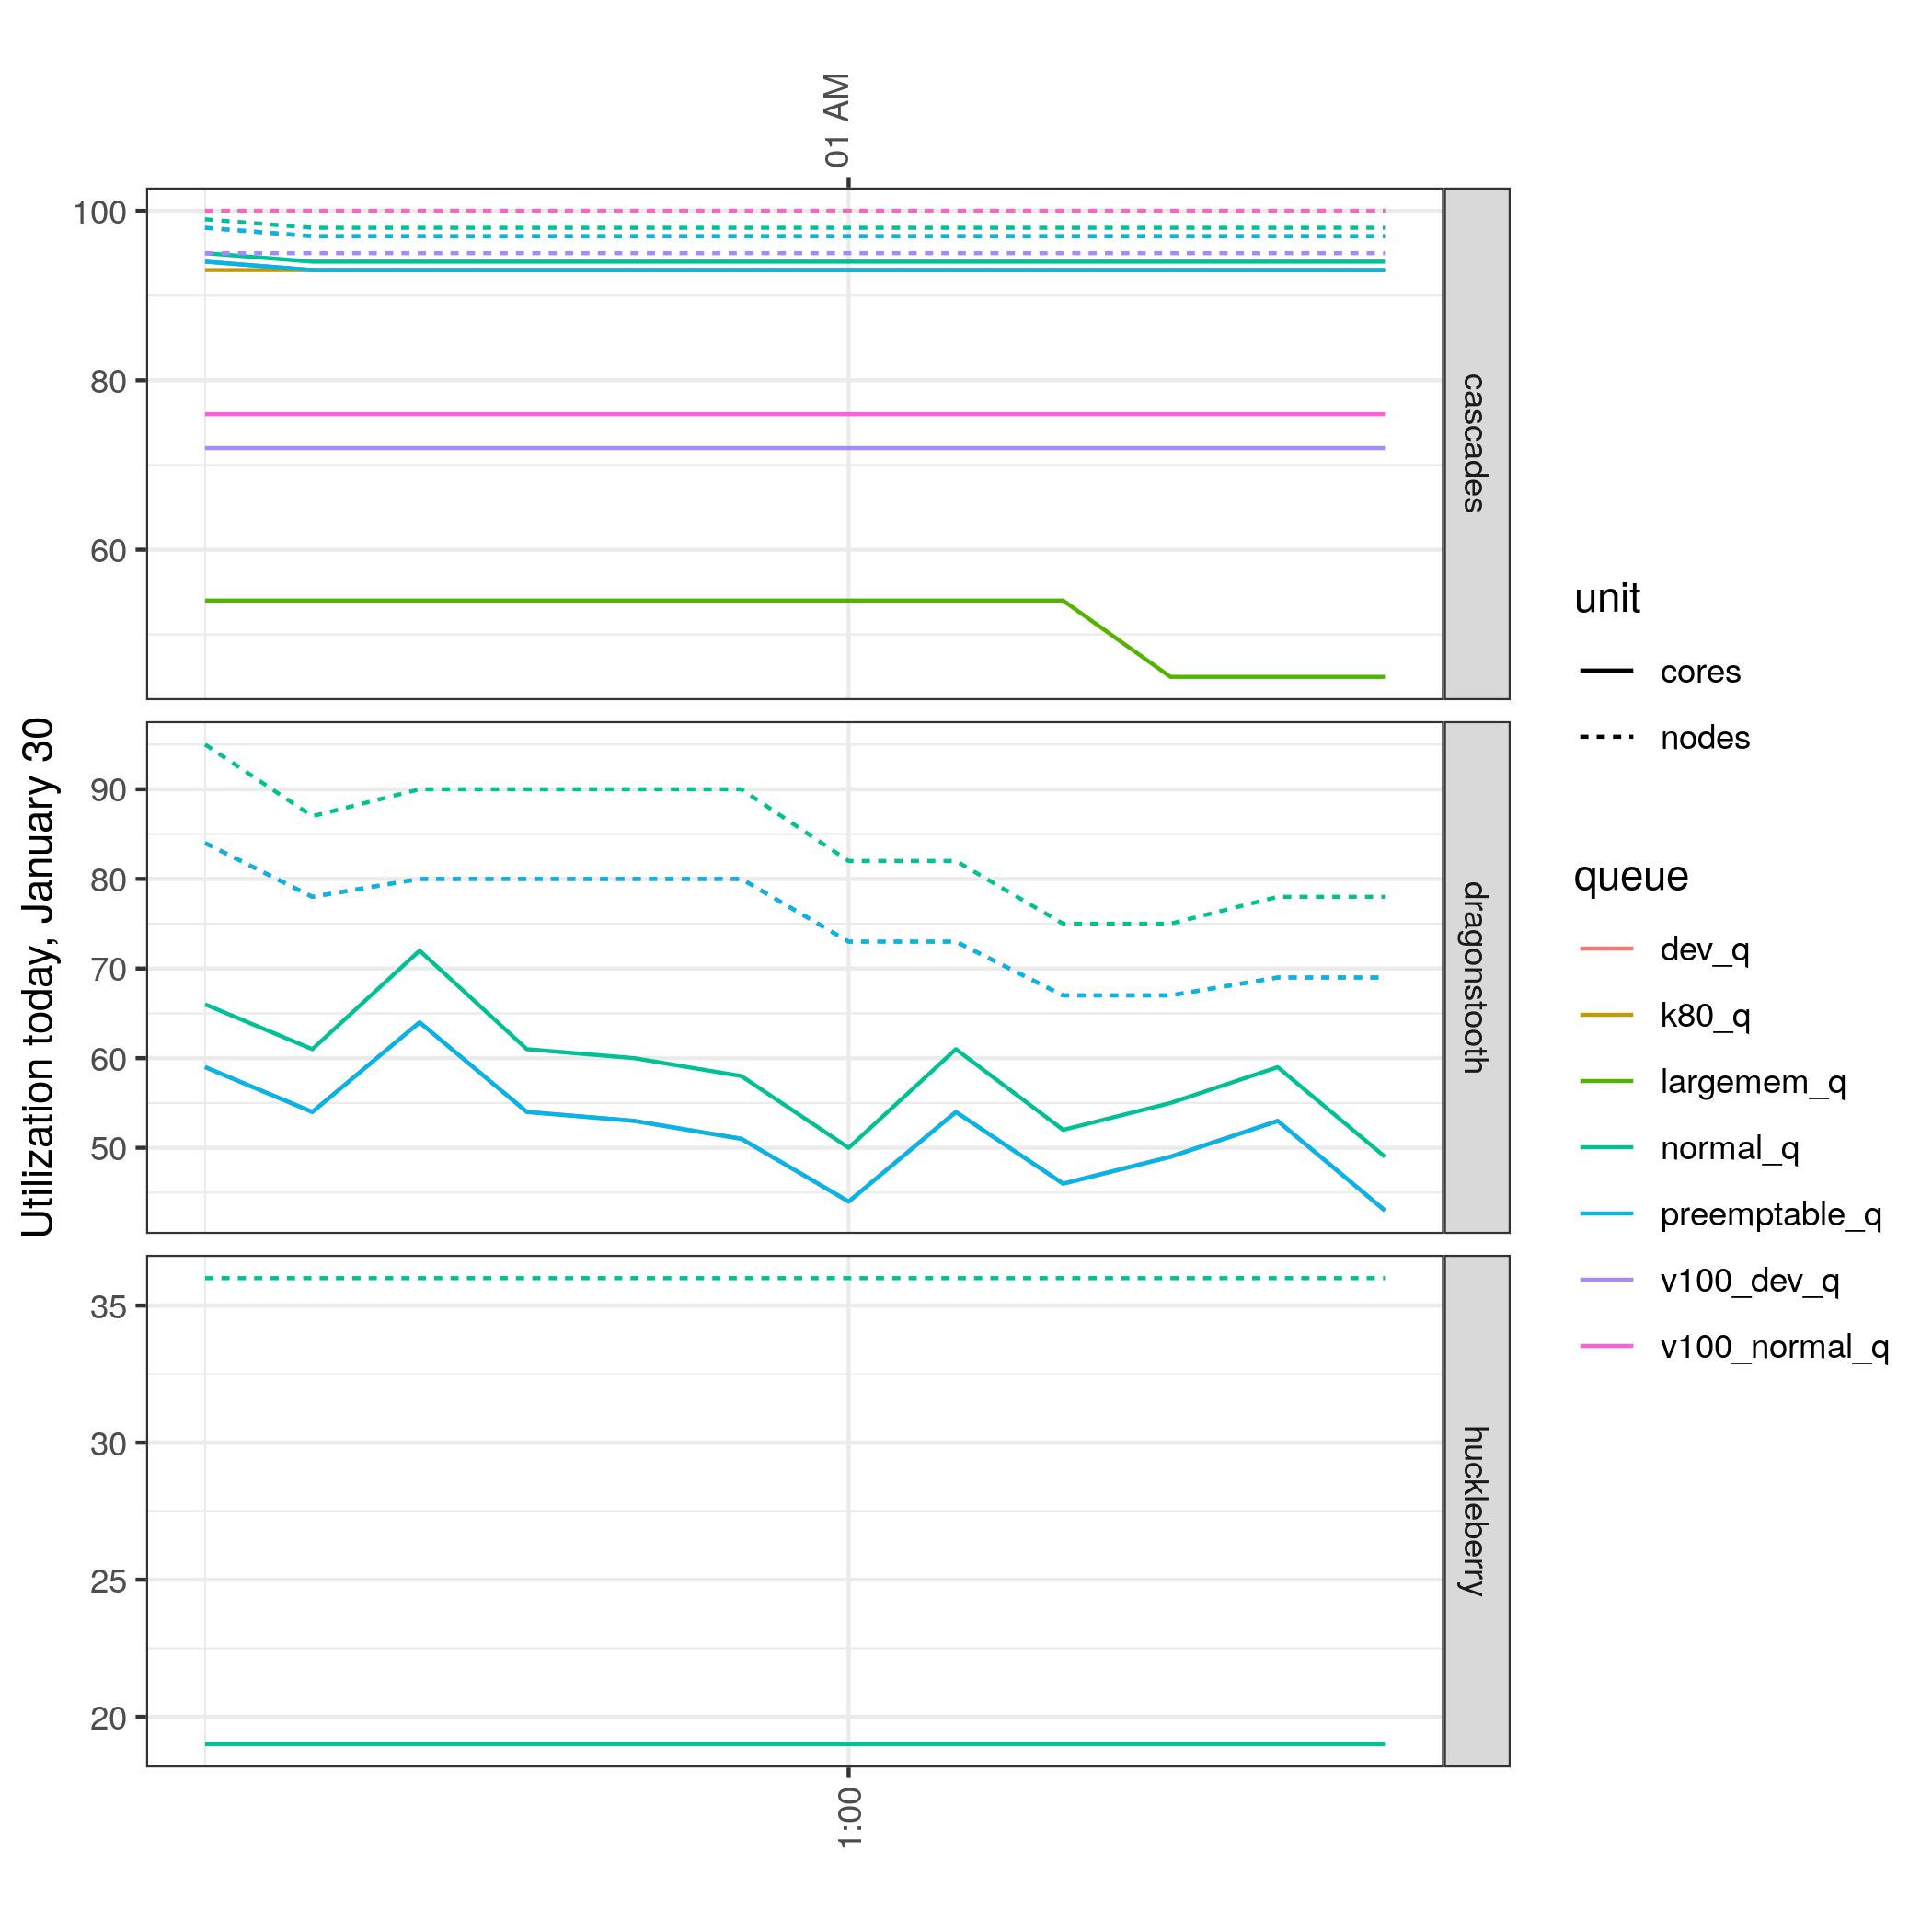 01 AM
Utilization today, January 30
100
80
60
cascades
90
80
70
60
50
dragonstooth
35
30
25
20
huckleberry
1:00
unit
cores
nodes
queue
dev_q
k80_q
largemem_q
normal_q
preemptable_q
v100_dev_q
v100_normal_q